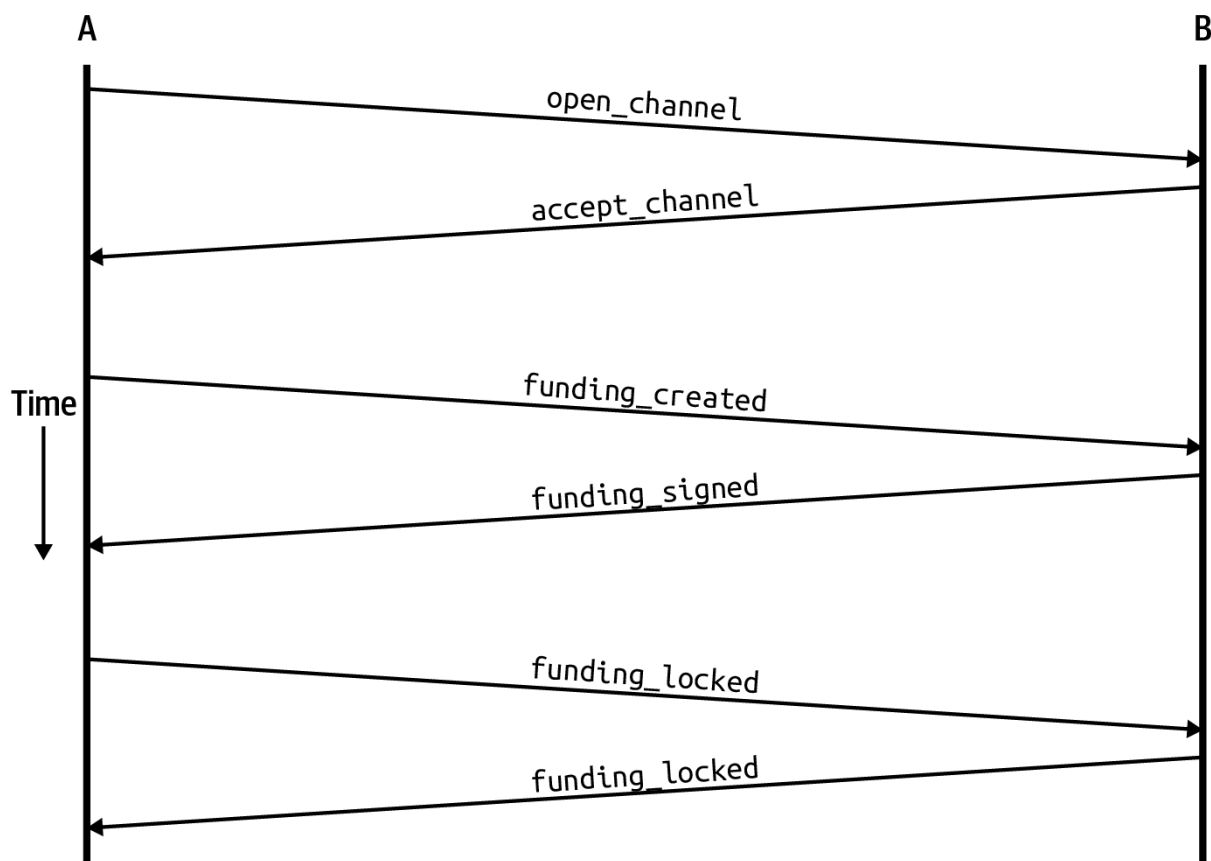 A
B
open_channel
accept_channel
funding_created
Time
funding_signed
funding_locked
funding_locked